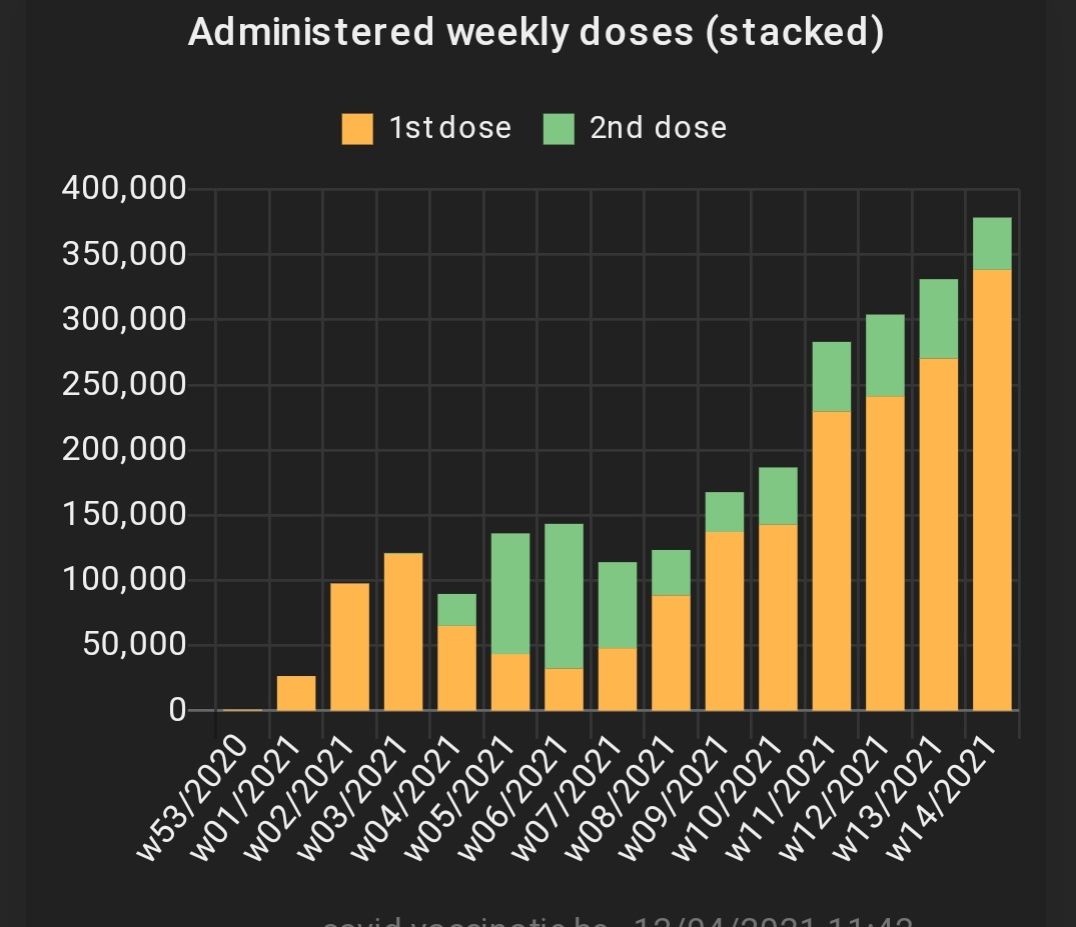 Administered weekly doses (stacked)
1st dose 2nd dose
400,000
350,000
300,000
250,000
200,000
150,000
100,000
50,000
0
w53/2020
w01/2021
w02/2021
w03/2021
w04/2021
w05/2021
w06/2021
w07/2021
w08/2021
w09/2021
w10/2021
w11/2021
w12/2021
w13/2021
w14/2021